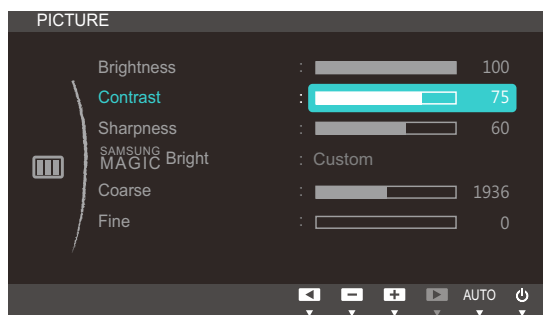 PICTURE
Brightness : 100
Contrast : 75
Sharpness : 60
SAMSUNG MAGIC Bright : Custom
Coarse : 1936
Fine : 0
AUTO